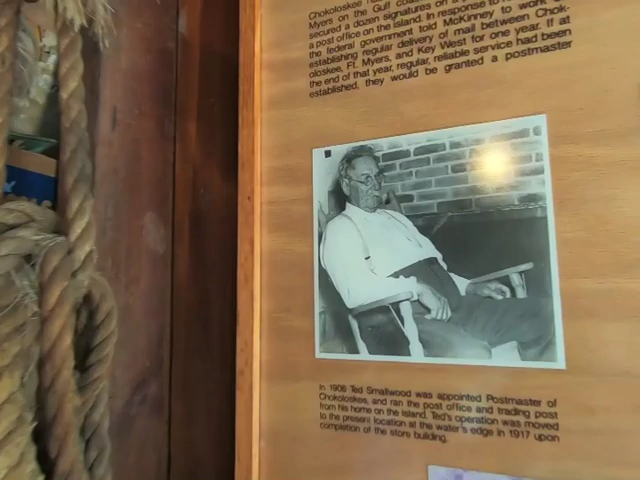 Chokoloskee
Myers on the Gulf coast
secured a dozen signatures on a
a post office on the island. In response to
the federal government told McKinney to work
establishing regular delivery of mail between Chok-
oloskee, Ft. Myers, and Key West for one year. If at
the end of that year, regular, reliable service had been
established, they would be granted a postmaster
In 1906 Ted Smallwood was appointed Postmaster of
Chokoloskee, and ran the post office and trading post
from his home on the island. Ted's operation was moved
to the present location at the water's edge in 1917 upon
completion of the store building.